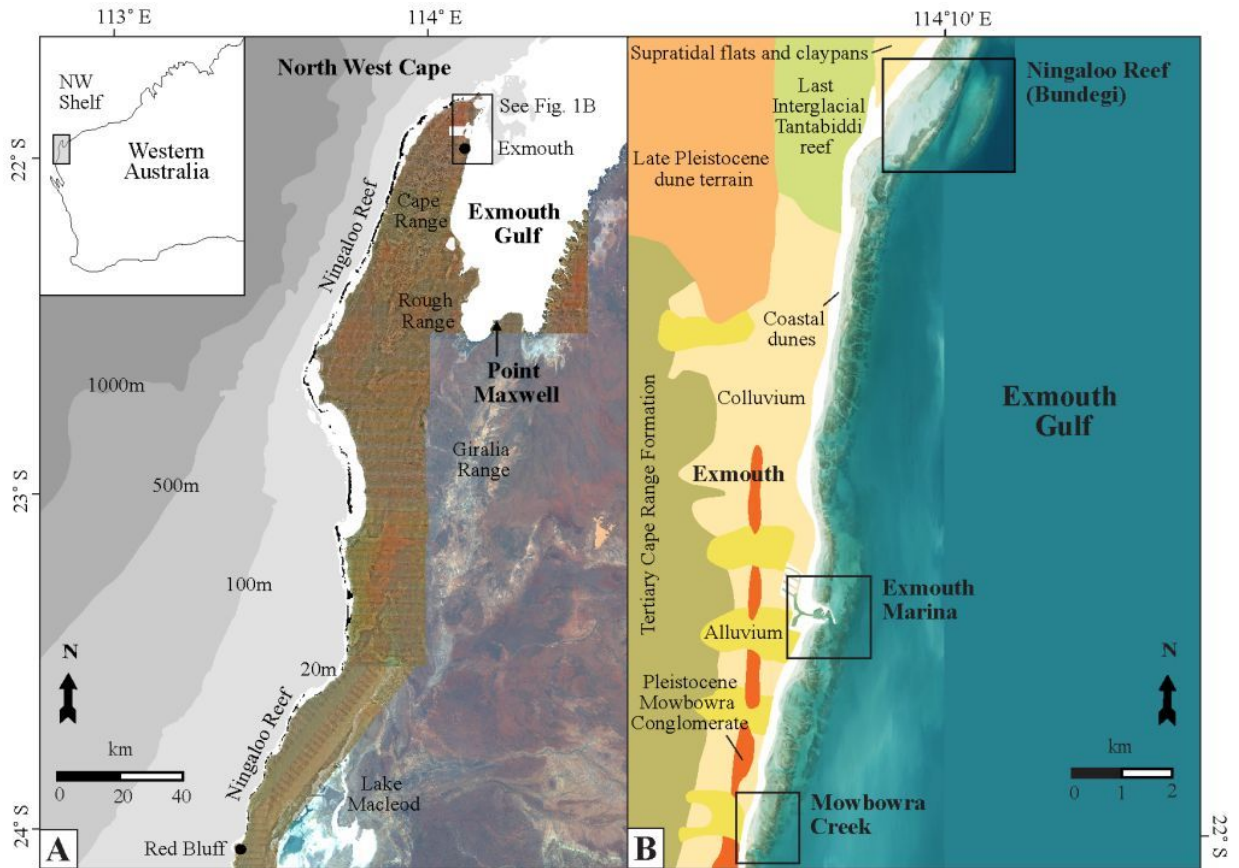 113° E
114° E
114°10' E
NW
Shelf
Western
Australia
North West Cape
See Fig. 1B
Exmouth
22° S
Ningaloo Reef
Cape
Range
Exmouth
Gulf
Rough
Range
Point
Maxwell
1000m
Giralia
Range
500m
23° S
100m
20m
N
km
0 20 40
Ningaloo Reef
Lake
Macleod
24° S
A
Red Bluff
Supratidal flats and claypans
Ningaloo Reef
(Bundegi)
Last
Interglacial
Tantabiddi
reef
Late Pleistocene
dune terrain
Coastal
dunes
Colluvium
Exmouth
Gulf
Tertiary Cape Range Formation
Exmouth
Exmouth
Marina
Alluvium
N
Pleistocene
Mowbowra
Conglomerate
km
0 1 2
Mowbowra
Creek
B
22° S